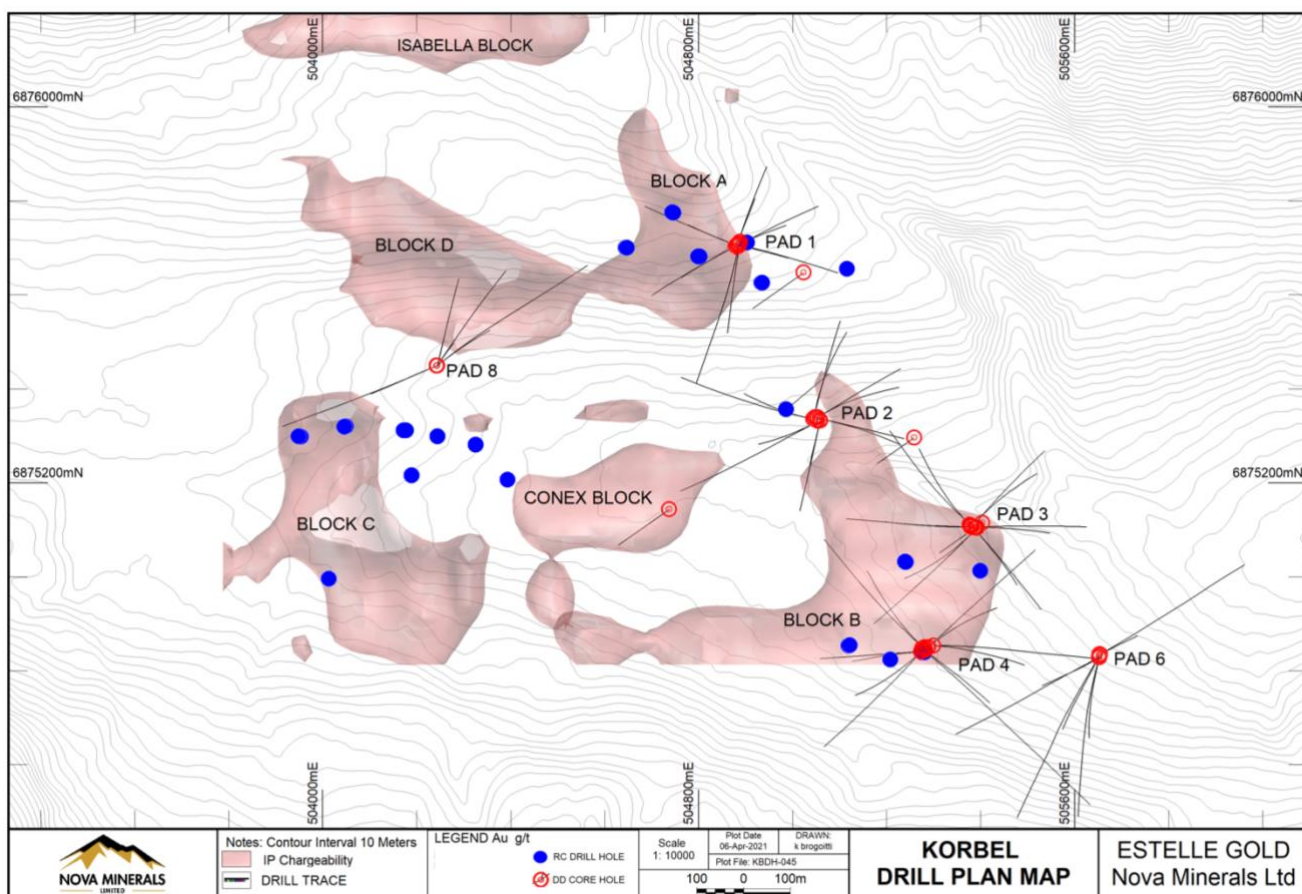 ISABELLA BLOCK
504000mE
504800mE
505600mE
6876000mN
6876000mN
BLOCK A
BLOCK D
PAD 1
PAD 8
PAD 2
6875200mN
6875200mN
CONEX BLOCK
BLOCK C
PAD 3
BLOCK B
PAD 4
PAD 6
504000mE
504800mE
505600mE
NOVA MINERALS
LIMITED
Notes: Contour Interval 10 Meters
IP Chargeability
DRILL TRACE
LEGEND Au g/t
RC DRILL HOLE
DD CORE HOLE
Scale
1: 10000
Plot Date
06-Apr-2021
DRAWN:
k brogoitti
Plot File: KBDH-045
100 0 100m
KORBEL
DRILL PLAN MAP
ESTELLE GOLD
Nova Minerals Ltd